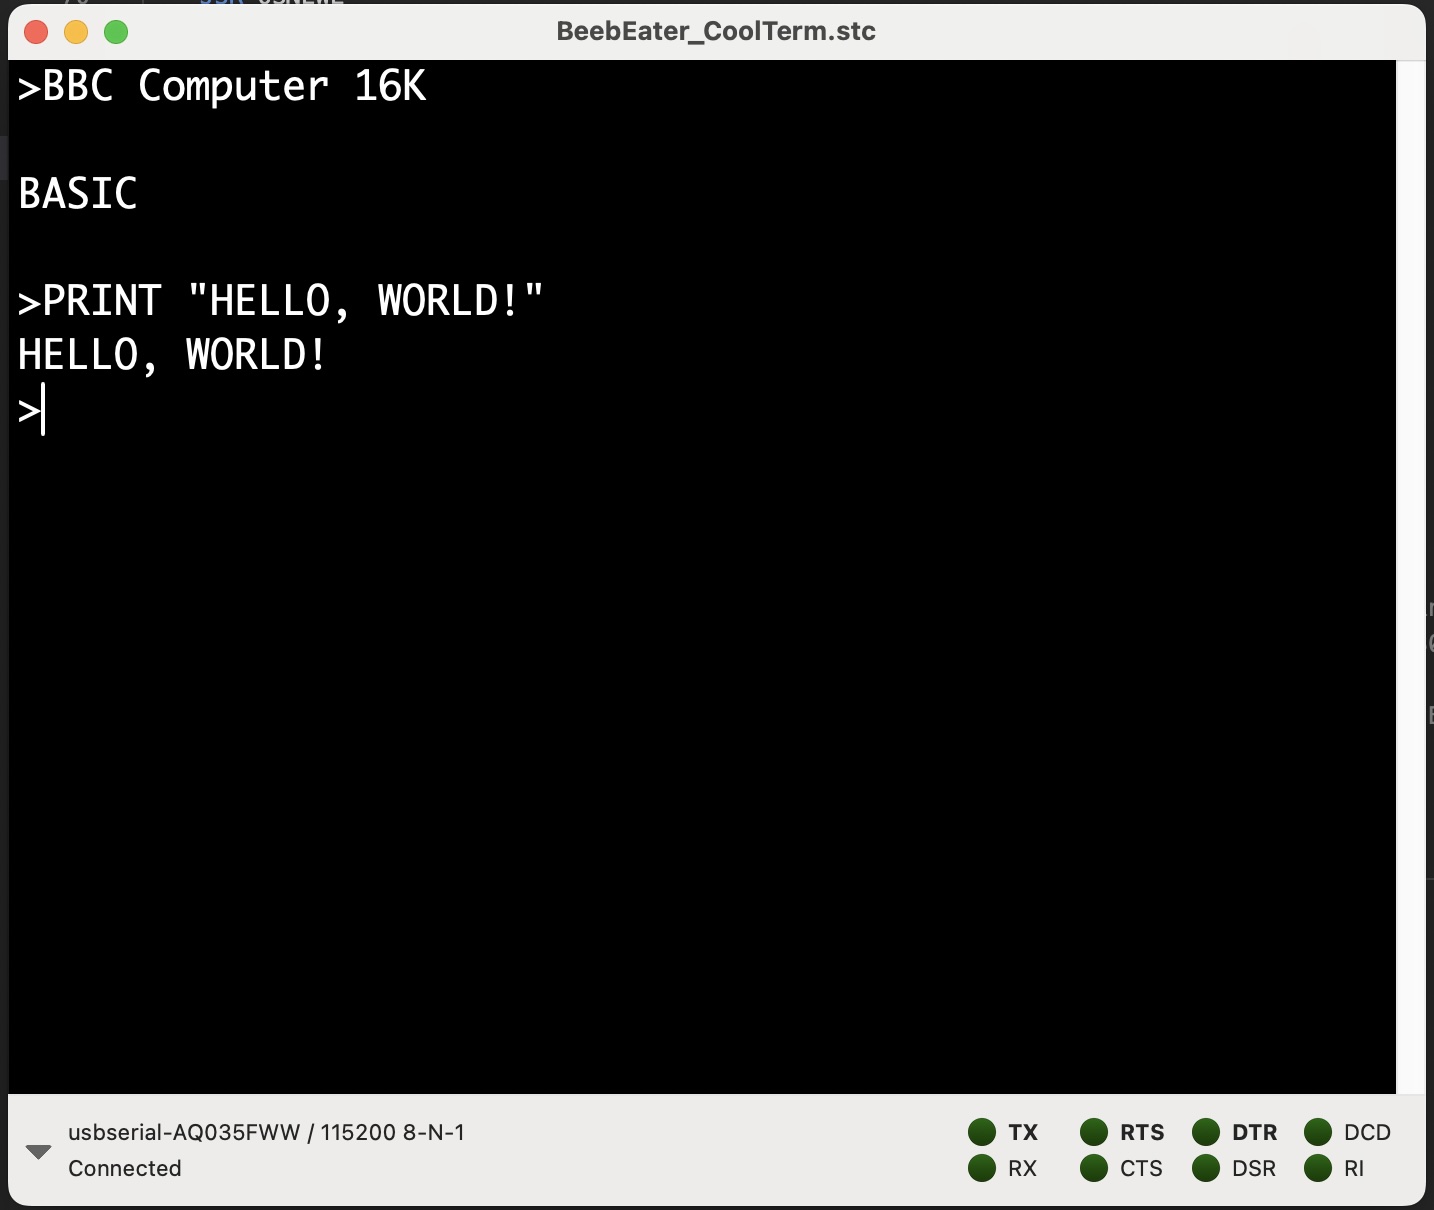 BeebEater_CoolTerm.stc
>BBC Computer 16K
BASIC
>PRINT "HELLO, WORLD!"
HELLO, WORLD!
>
usbserial-AQ035FWW / 115200 8-N-1
Connected
TX RTS DTR DCD
RX CTS DSR RI